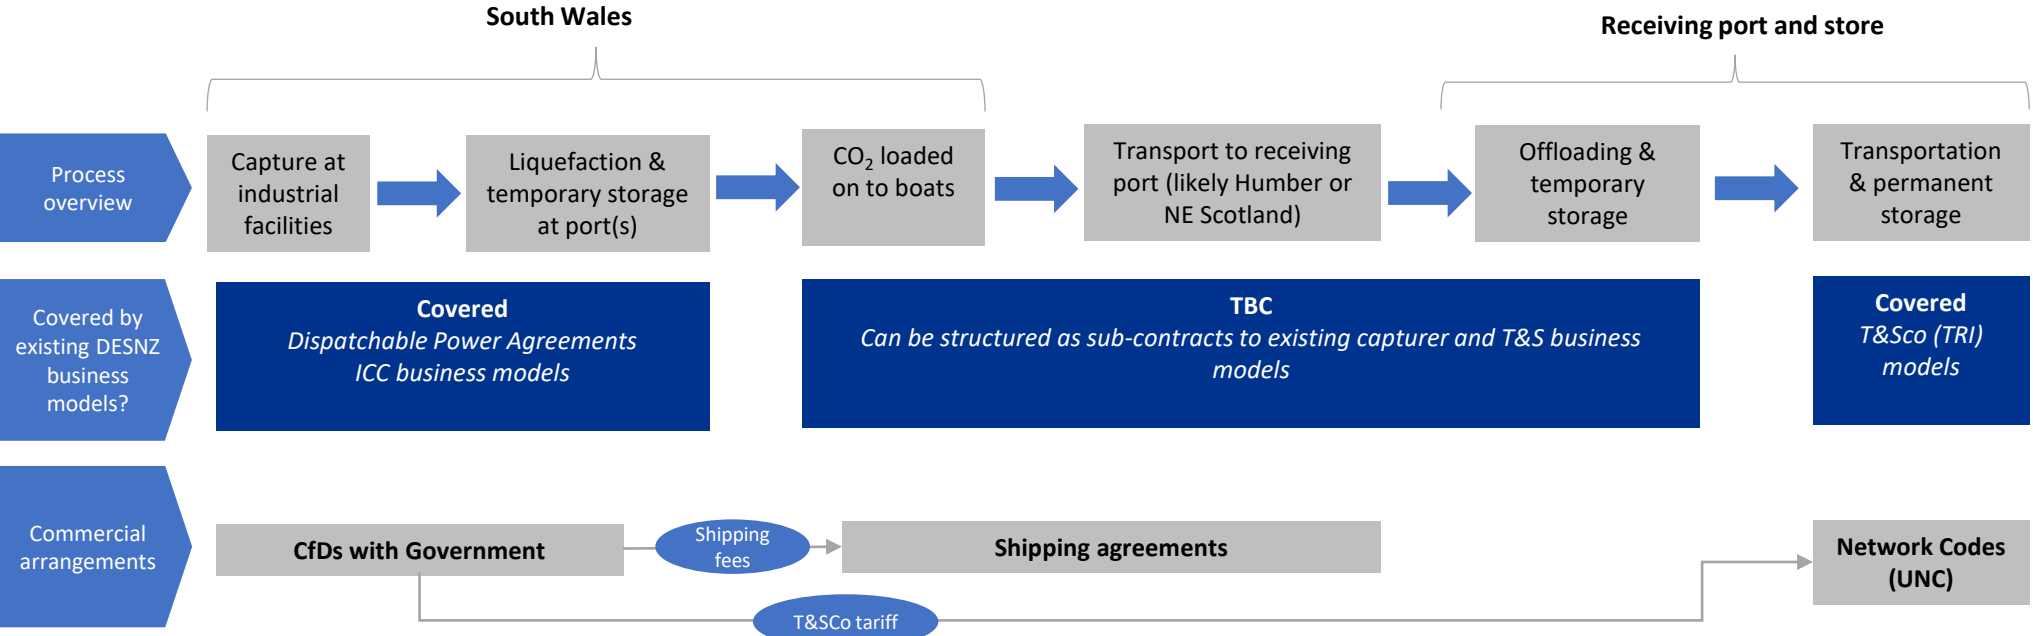 South Wales
Receiving port and store
Process
overview
Capture at
industrial
facilities
Liquefaction &
temporary storage
at port(s)
CO₂ loaded
on to boats
Transport to receiving
port (likely Humber or
NE Scotland)
Offloading &
temporary
storage
Transportation
& permanent
storage
Covered by
existing DESNZ
business
models?
Covered
Dispatchable Power Agreements
ICC business models
TBC
Can be structured as sub-contracts to existing capturer and T&S business
models
Covered
T&Sco (TRI)
models
Commercial
arrangements
CfDs with Government
Shipping
fees
Shipping agreements
Network Codes
(UNC)
T&SCo tariff